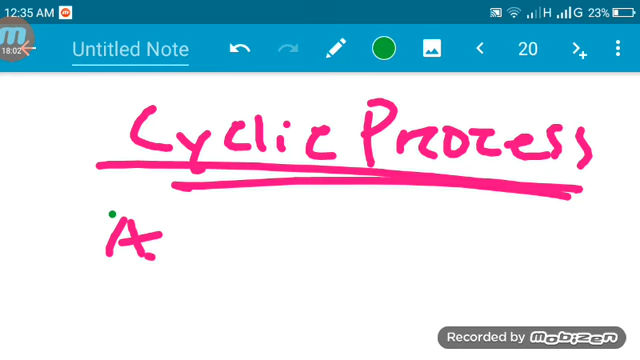 12:35 AM H G 23%
18:02
Untitled Note 20
Cyclic Process
A
Recorded by mobizen